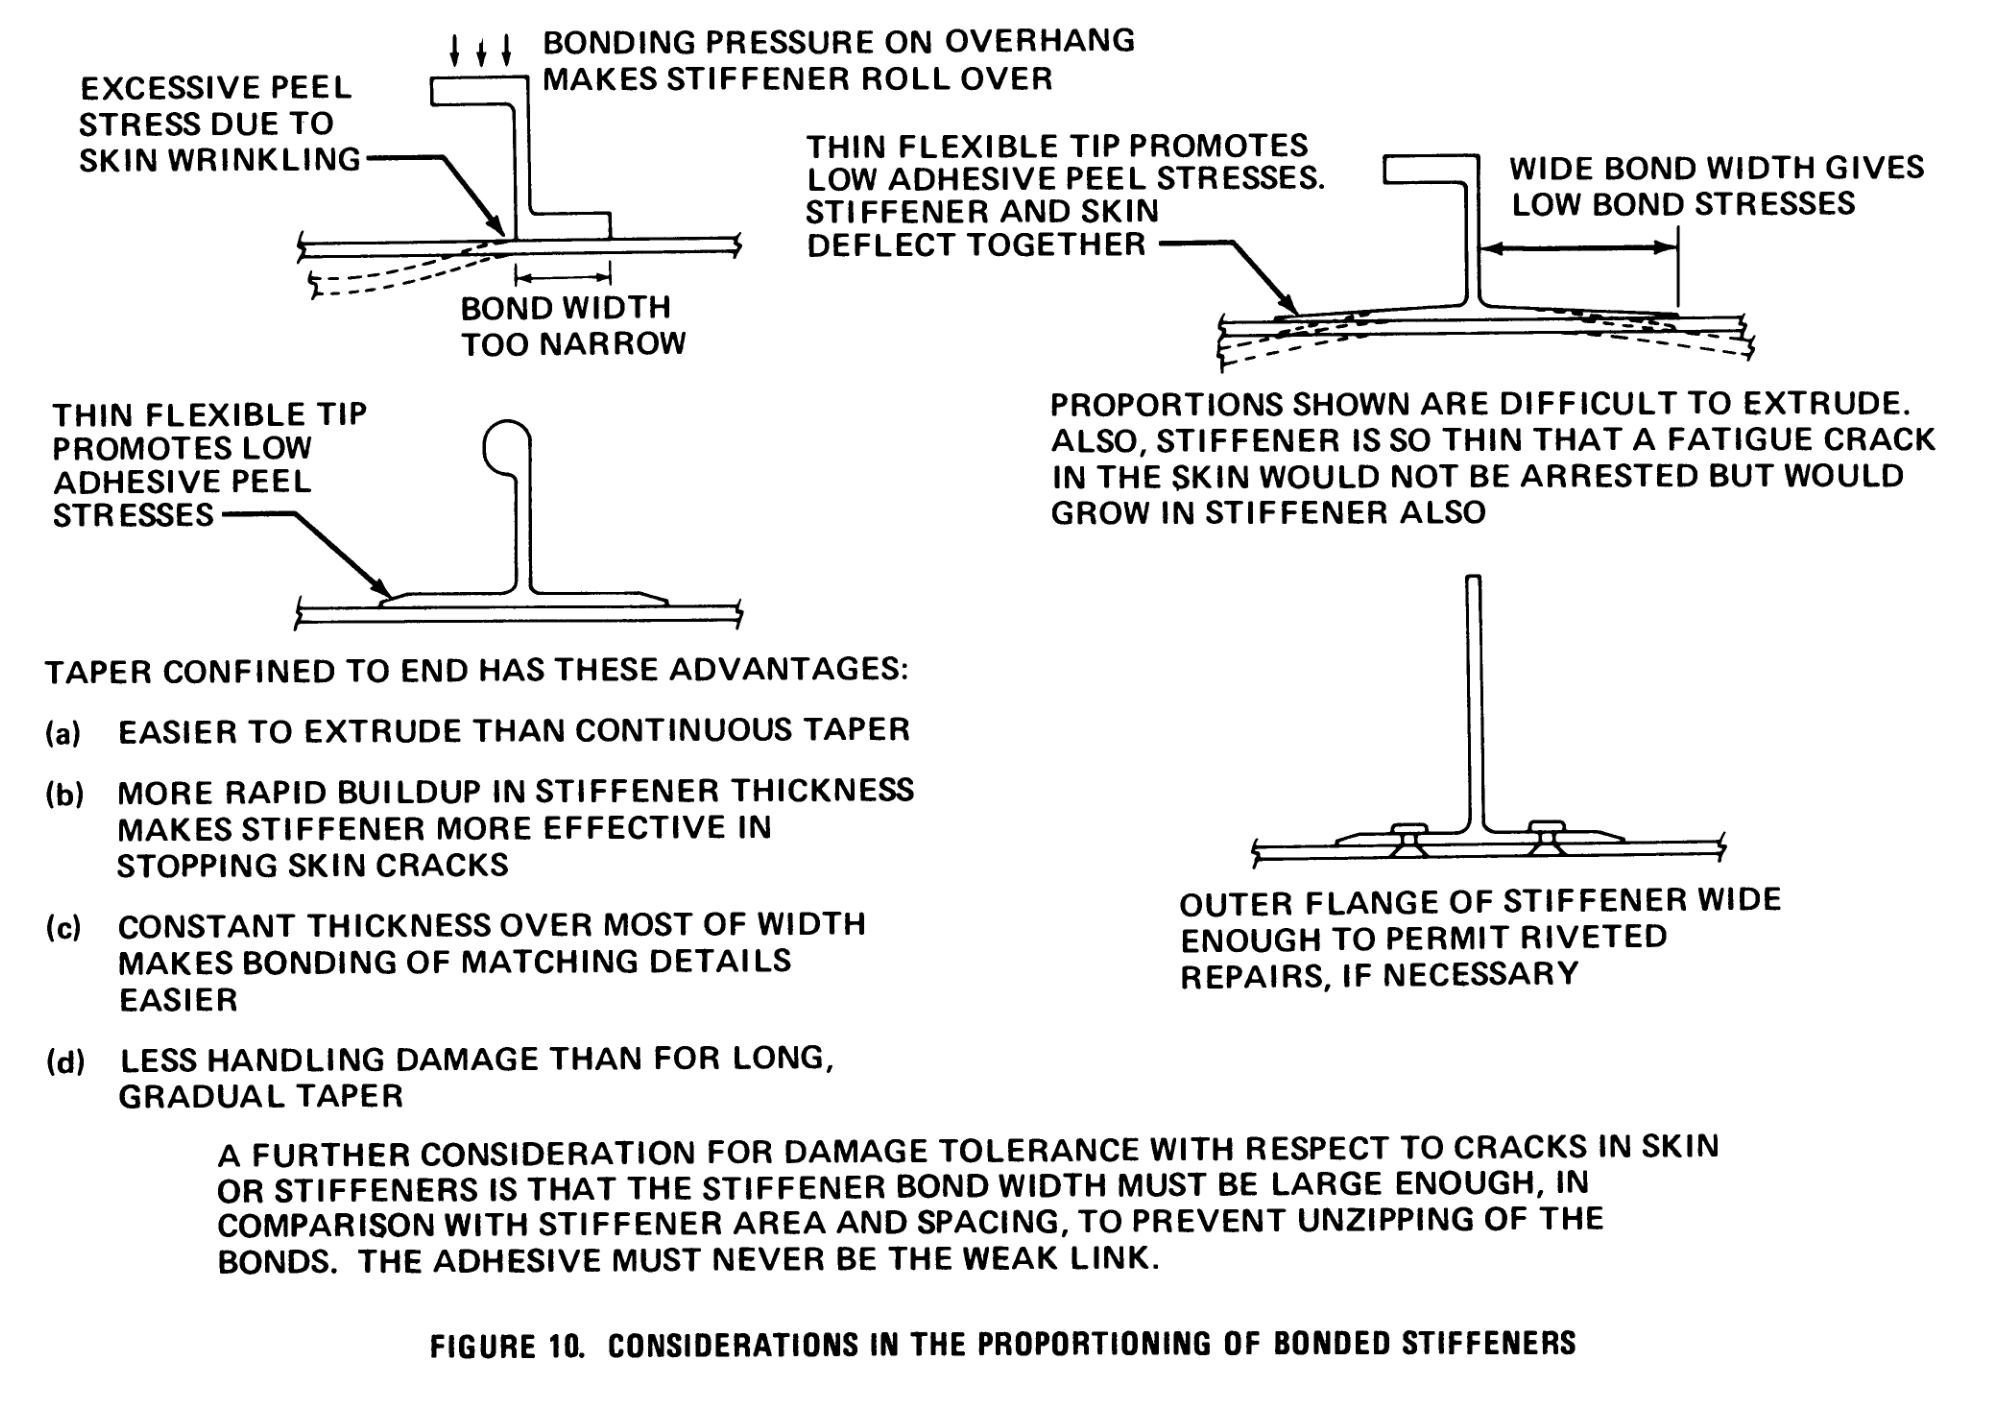 BONDING PRESSURE ON OVERHANG
MAKES STIFFENER ROLL OVER
EXCESSIVE PEEL
STRESS DUE TO
SKIN WRINKLING
BOND WIDTH
TOO NARROW
THIN FLEXIBLE TIP PROMOTES
LOW ADHESIVE PEEL STRESSES.
STIFFENER AND SKIN
DEFLECT TOGETHER
WIDE BOND WIDTH GIVES
LOW BOND STRESSES
PROPORTIONS SHOWN ARE DIFFICULT TO EXTRUDE.
ALSO, STIFFENER IS SO THIN THAT A FATIGUE CRACK
IN THE SKIN WOULD NOT BE ARRESTED BUT WOULD
GROW IN STIFFENER ALSO
THIN FLEXIBLE TIP
PROMOTES LOW
ADHESIVE PEEL
STRESSES
TAPER CONFINED TO END HAS THESE ADVANTAGES:
(a) EASIER TO EXTRUDE THAN CONTINUOUS TAPER
(b) MORE RAPID BUILDUP IN STIFFENER THICKNESS
MAKES STIFFENER MORE EFFECTIVE IN
STOPPING SKIN CRACKS
(c) CONSTANT THICKNESS OVER MOST OF WIDTH
MAKES BONDING OF MATCHING DETAILS
EASIER
(d) LESS HANDLING DAMAGE THAN FOR LONG,
GRADUAL TAPER
OUTER FLANGE OF STIFFENER WIDE
ENOUGH TO PERMIT RIVETED
REPAIRS, IF NECESSARY
A FURTHER CONSIDERATION FOR DAMAGE TOLERANCE WITH RESPECT TO CRACKS IN SKIN
OR STIFFENERS IS THAT THE STIFFENER BOND WIDTH MUST BE LARGE ENOUGH, IN
COMPARISON WITH STIFFENER AREA AND SPACING, TO PREVENT UNZIPPING OF THE
BONDS. THE ADHESIVE MUST NEVER BE THE WEAK LINK.
FIGURE 10. CONSIDERATIONS IN THE PROPORTIONING OF BONDED STIFFENERS